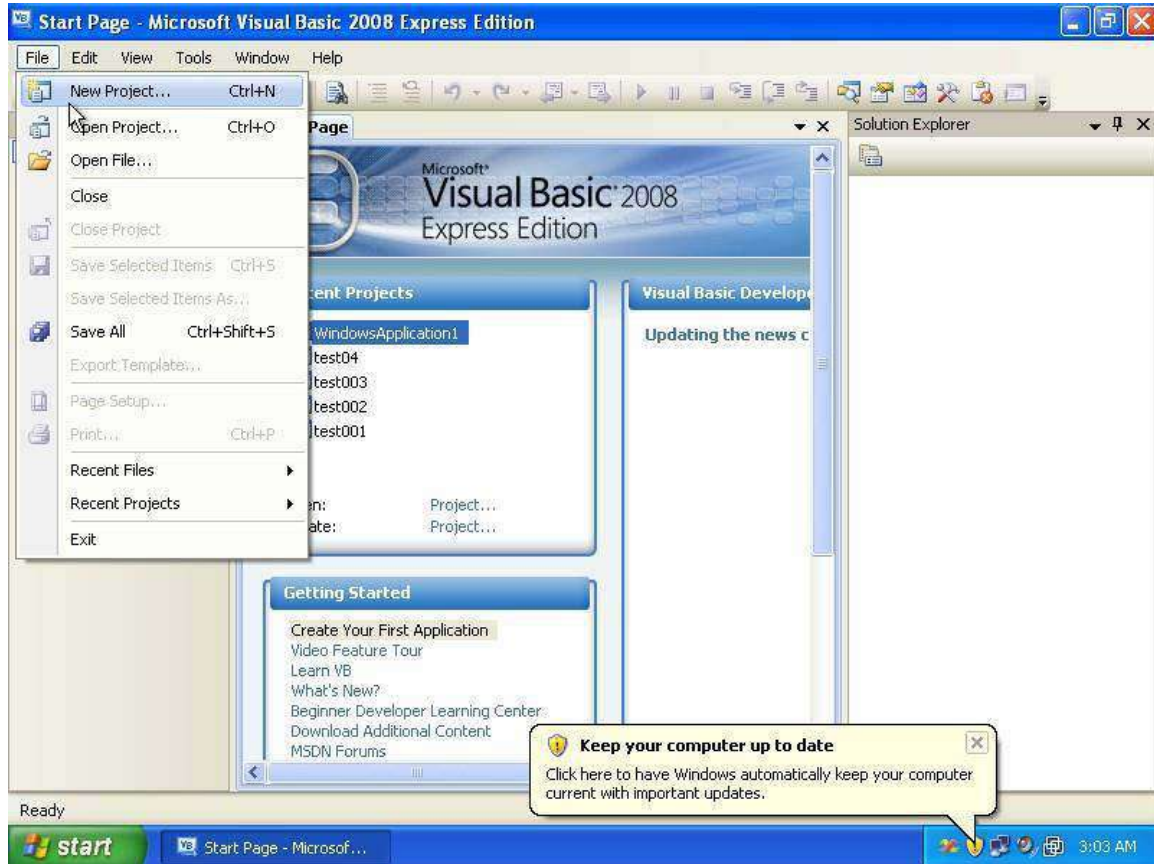 Start Page - Microsoft Visual Basic 2008 Express Edition
File Edit View Tools Window Help
New Project... Ctrl+N
Open Project... Ctrl+O
Open File...
Close
Close Project
Save Selected Items Ctrl+S
Save Selected Items As...
Save All Ctrl+Shift+S
Export Template...
Page Setup...
Print... Ctrl+P
Recent Files
Recent Projects
Exit
Page
Microsoft
Visual Basic 2008
Express Edition
cent Projects
WindowsApplication1
test04
test003
test002
test001
en: Project...
ate: Project...
Getting Started
Create Your First Application
Video Feature Tour
Learn VB
What's New?
Beginner Developer Learning Center
Download Additional Content
MSDN Forums
Visual Basic Develop
Updating the news c
Solution Explorer
Keep your computer up to date
Click here to have Windows automatically keep your computer
current with important updates.
Ready
start
Start Page - Microsof...
3:03 AM